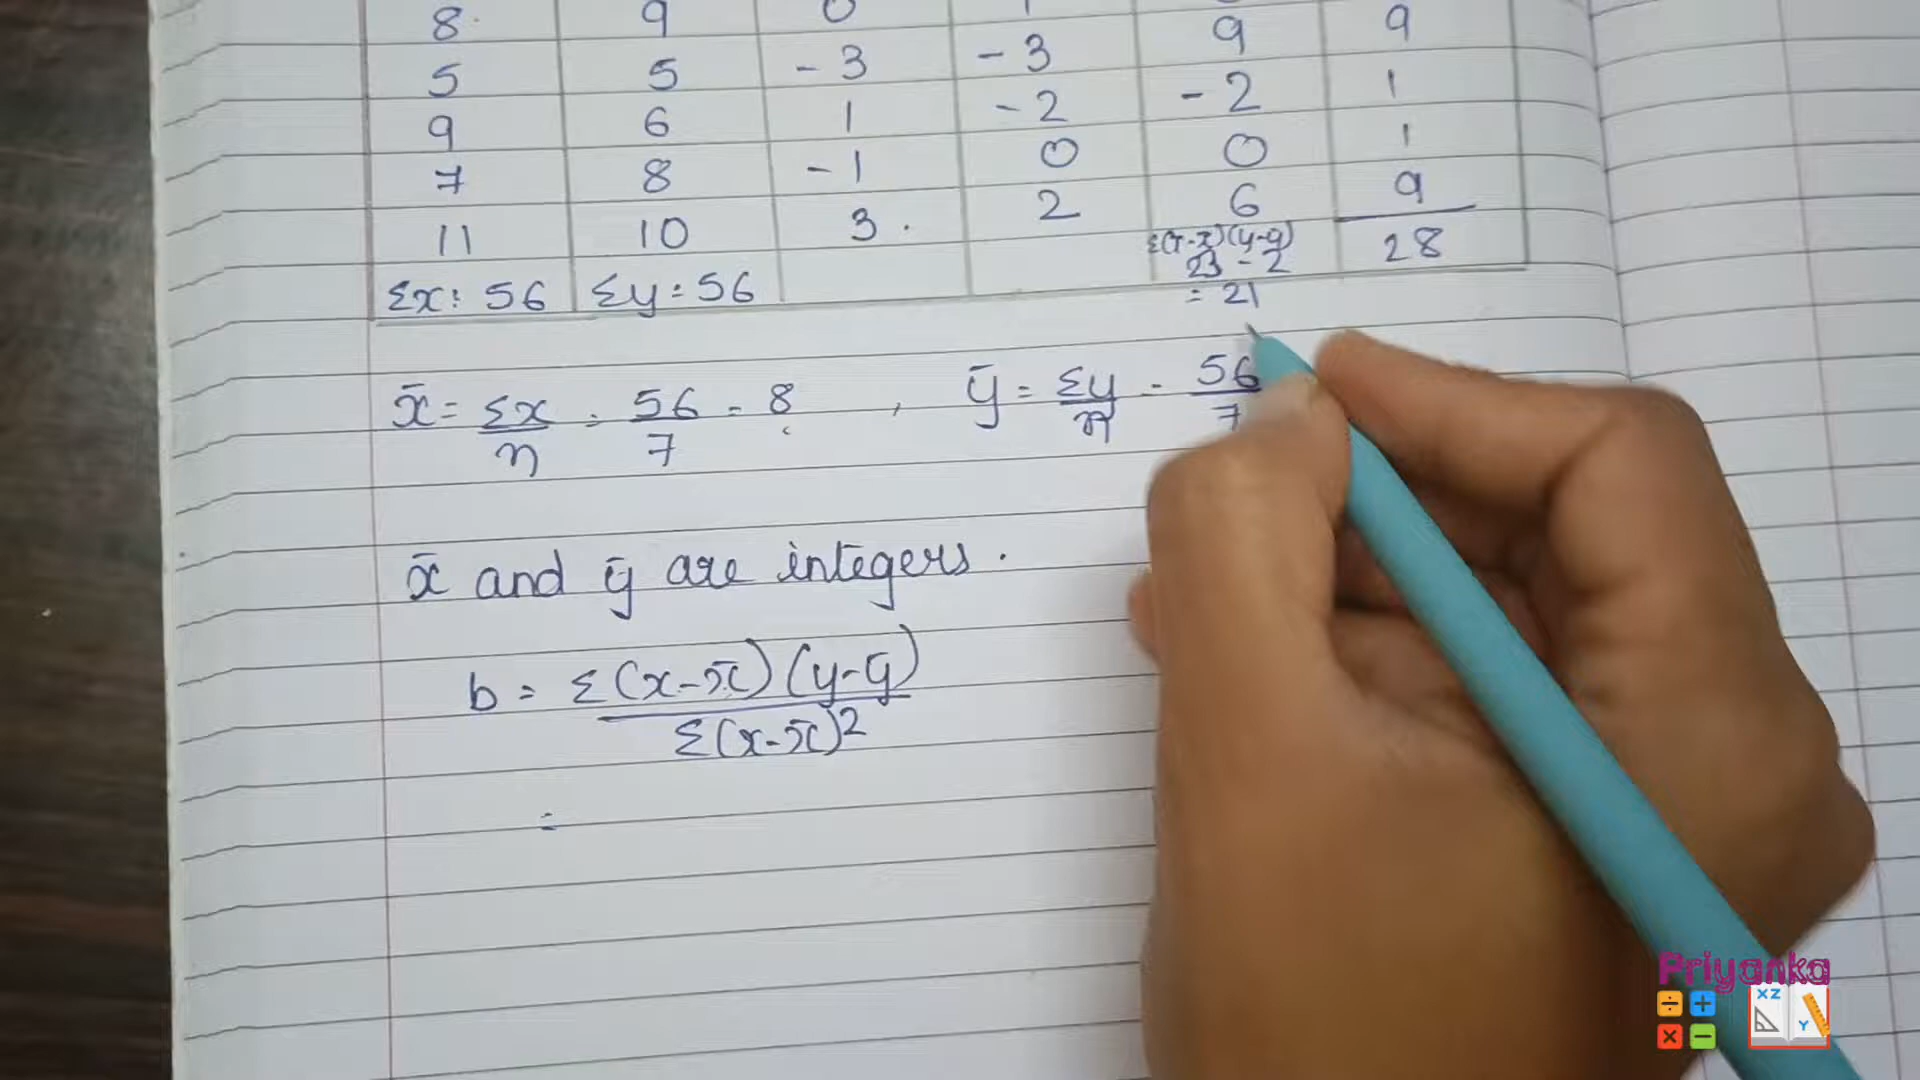 8 9 0 1 9
5 5 - 3 - 3 9 1
9 6 1 - 2 - 2 1
7 8 - 1 0 0 9
11 10 3 . 2 6 28
Σ(x-x̄)(y-ȳ)
23 - 2
= 21
Σx: 56 Σy = 56
x̄ = Σx/n = 56/7 = 8 , ȳ = Σy/n = 56/7
x̄ and ȳ are integers.
b = Σ(x-x̄)(y-ȳ)/Σ(x-x̄)2
=
Priyanka
÷ + × −
XZ
Y